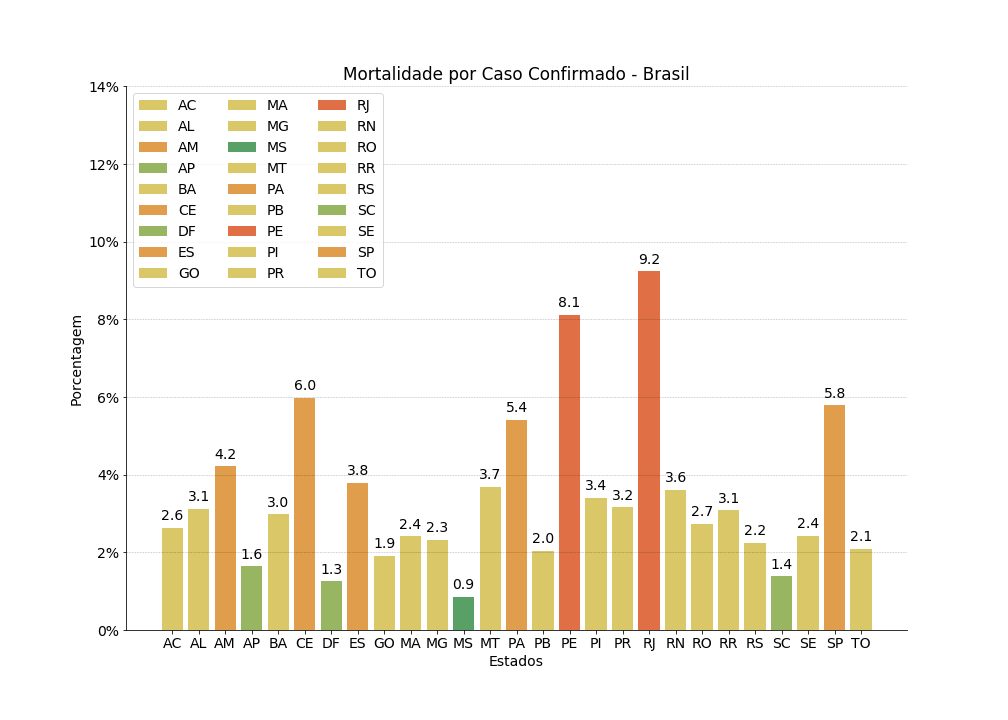 Mortalidade por Caso Confirmado - Brasil
14%
12%
10%
8%
6%
4%
2%
0%
Porcentagem
AC MA RJ
AL MG RN
AM MS RO
AP MT RR
BA PA RS
CE PB SC
DF PE SE
ES PI SP
GO PR TO
2.6 3.1 4.2 1.6 3.0 6.0 1.3 3.8 1.9 2.4 2.3 0.9 3.7 5.4 2.0 8.1 3.4 3.2 9.2 3.6 2.7 3.1 2.2 1.4 2.4 5.8 2.1
AC AL AM AP BA CE DF ES GO MA MG MS MT PA PB PE PI PR RJ RN RO RR RS SC SE SP TO
Estados